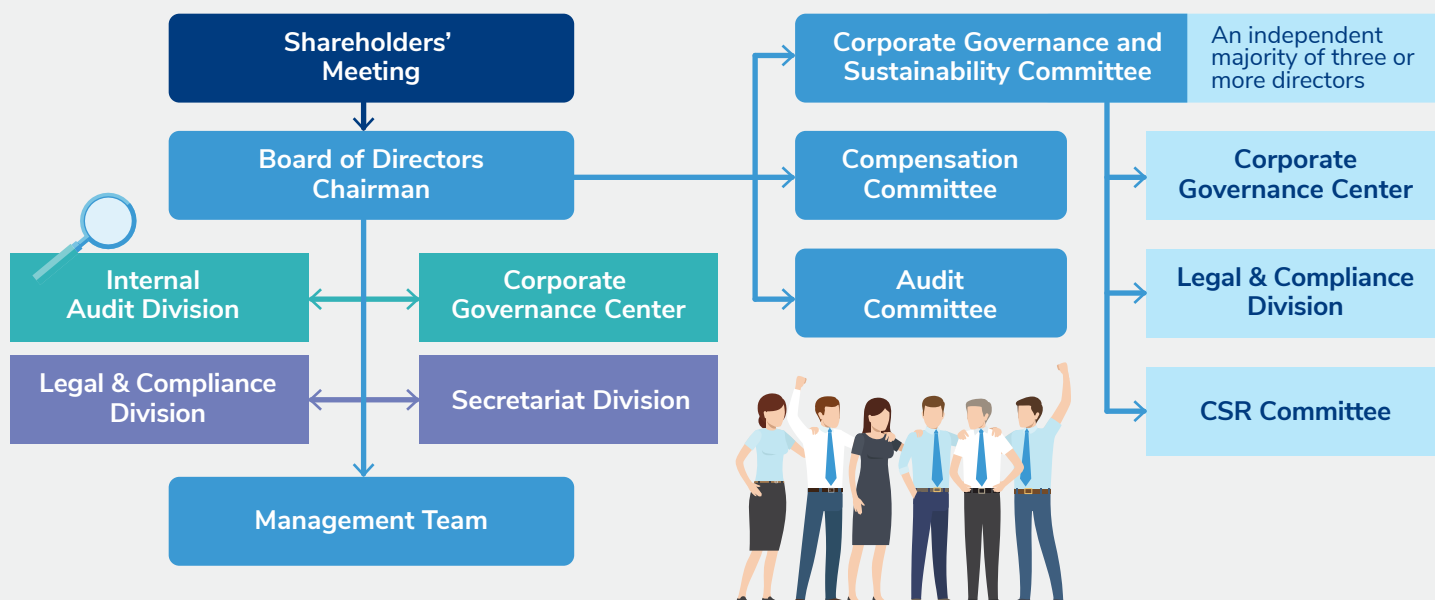 Shareholders’
Meeting
Board of Directors
Chairman
Internal
Audit Division
Corporate
Governance Center
Legal & Compliance
Division
Secretariat Division
Management Team
Corporate Governance and
Sustainability Committee
An independent
majority of three or
more directors
Compensation
Committee
Audit
Committee
Corporate
Governance Center
Legal & Compliance
Division
CSR Committee